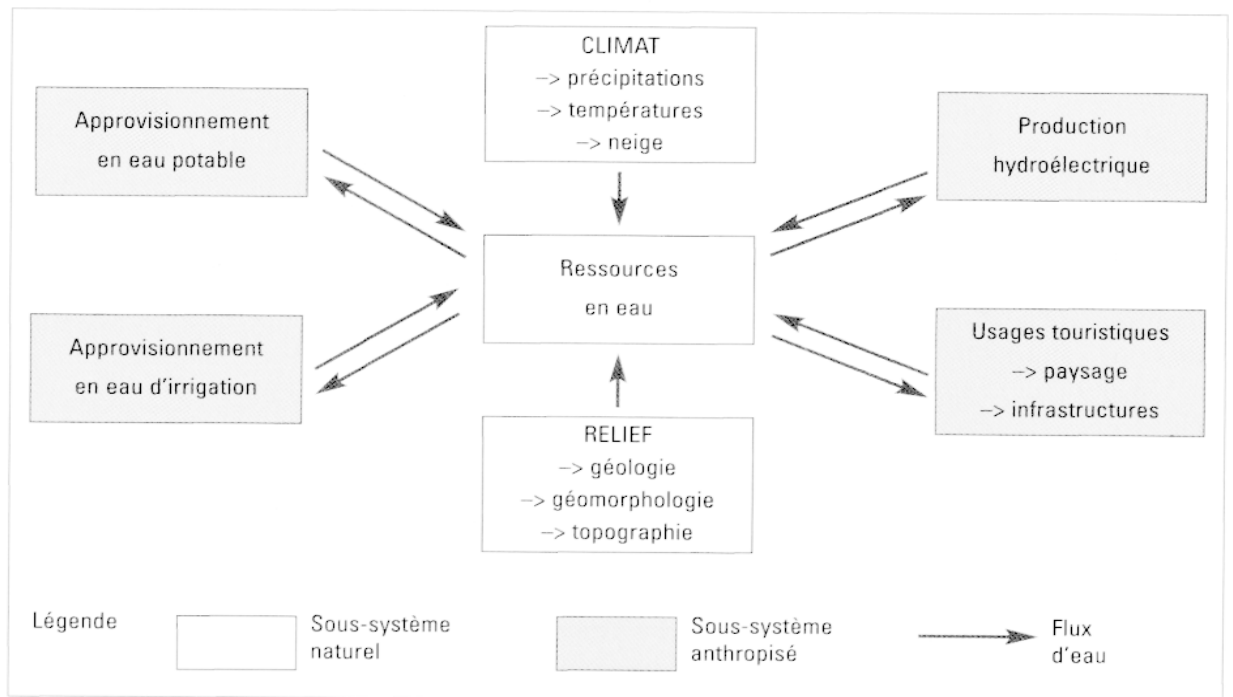 CLIMAT
–> précipitations
–> températures
–> neige
Approvisionnement
en eau potable
Production
hydroélectrique
Ressources
en eau
Approvisionnement
en eau d'irrigation
Usages touristiques
–> paysage
–> infrastructures
RELIEF
–> géologie
–> géomorphologie
–> topographie
Légende
Sous-système
naturel
Sous-système
anthropisé
Flux
d'eau